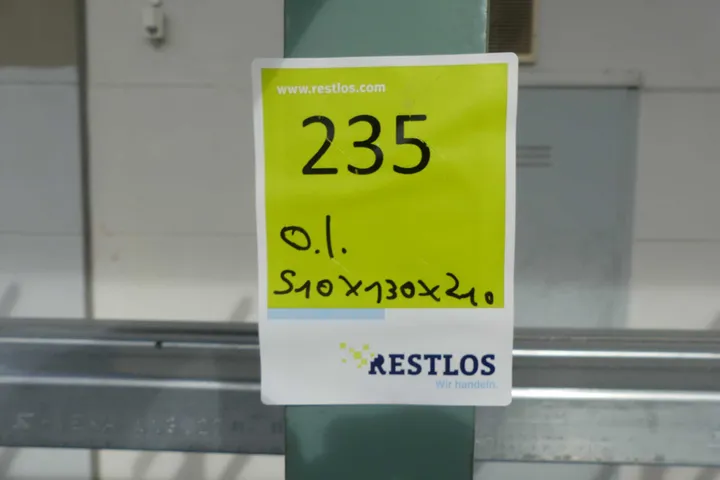 www.restlos.com
235
O.l.
510x130x210
RESTLOS
Wir handeln.